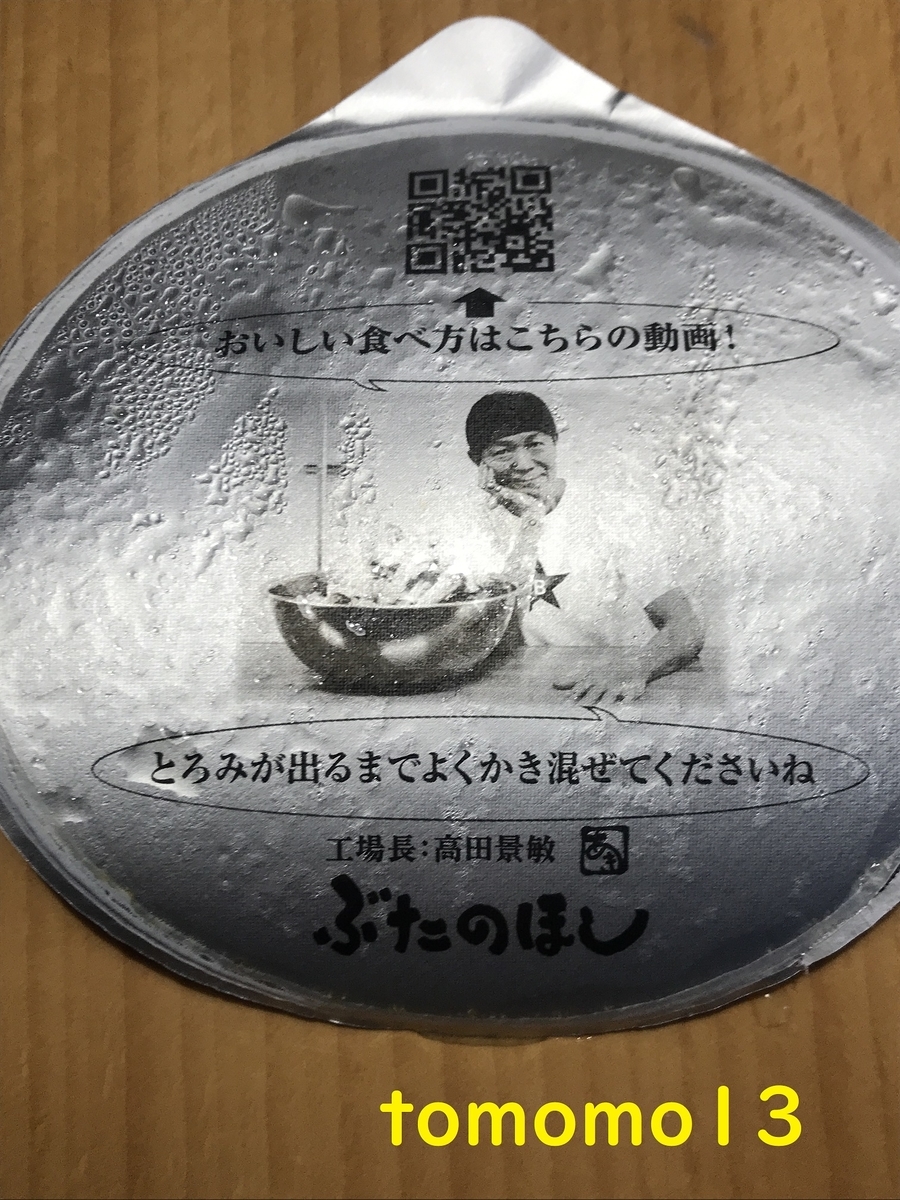 おいしい食べ方はこちらの動画!
B
とろみが出るまでよくかき混ぜてくださいね
工場長:高田景敏
ぶたのほし
tomomo13